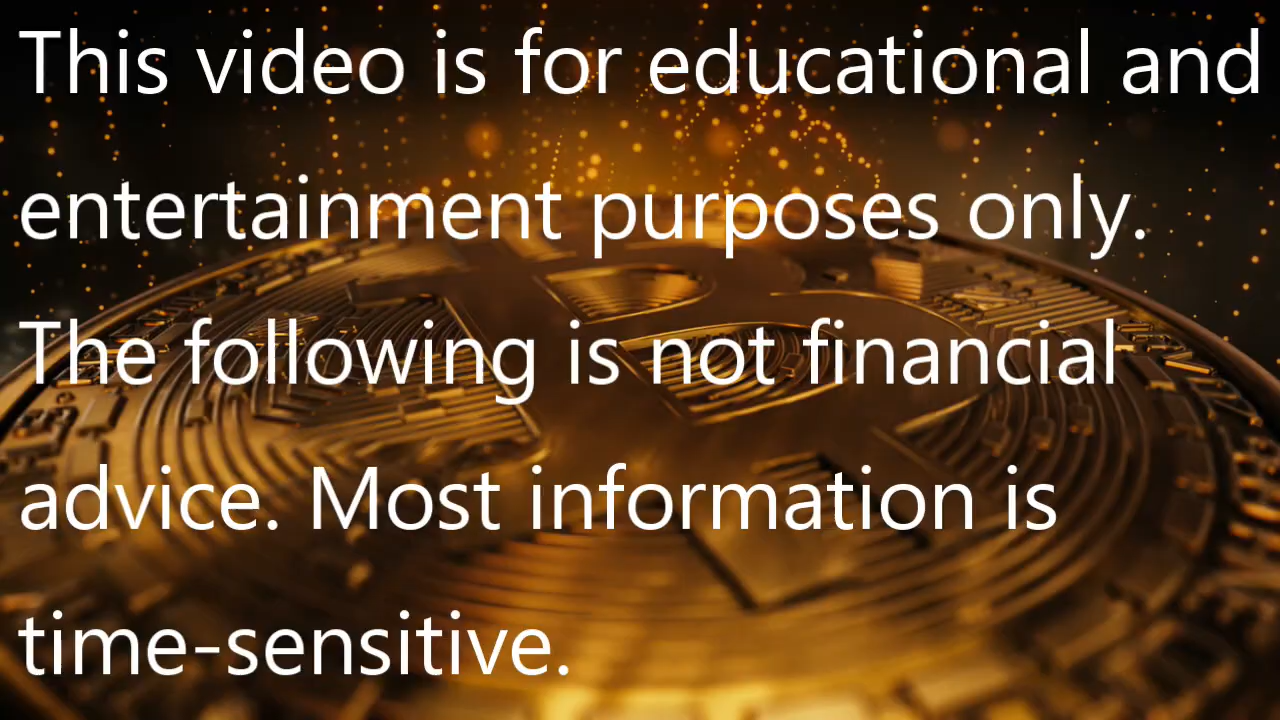 This video is for educational and
entertainment purposes only.
The following is not financial
advice. Most information is
time-sensitive.